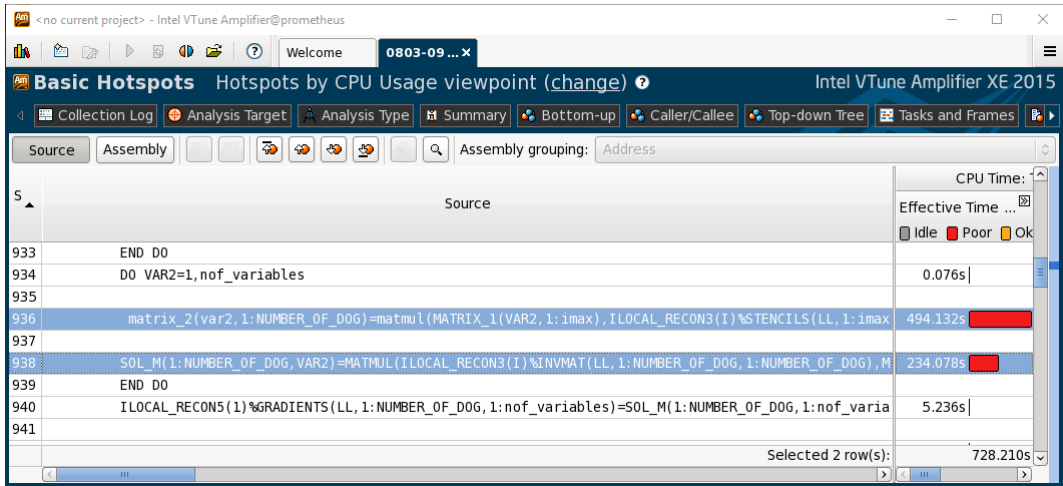 <no current project> - Intel VTune Amplifier@prometheus
Welcome 0803-09...x
Basic Hotspots Hotspots by CPU Usage viewpoint (change) ? Intel VTune Amplifier XE 2015
Collection Log Analysis Target Analysis Type Summary Bottom-up Caller/Callee Top-down Tree Tasks and Frames
Source Assembly Assembly grouping: Address
CPU Time:
S Source Effective Time ...
Idle Poor Ok
933 END DO
934 DO VAR2=1,nof_variables 0.076s
935
936 matrix_2(var2,1:NUMBER_OF_DOG)=matmul(MATRIX_1(VAR2,1:imax),ILOCAL_RECON3(I)%STENCILS(LL,1:imax 494.132s
937
938 SOL_M(1:NUMBER_OF_DOG,VAR2)=MATMUL(ILOCAL_RECON3(I)%INVMAT(LL,1:NUMBER_OF_DOG,1:NUMBER_OF_DOG),M 234.078s
939 END DO
940 ILOCAL_RECON5(1)%GRADIENTS(LL,1:NUMBER_OF_DOG,1:nof_variables)=SOL_M(1:NUMBER_OF_DOG,1:nof_varia 5.236s
941
Selected 2 row(s): 728.210s